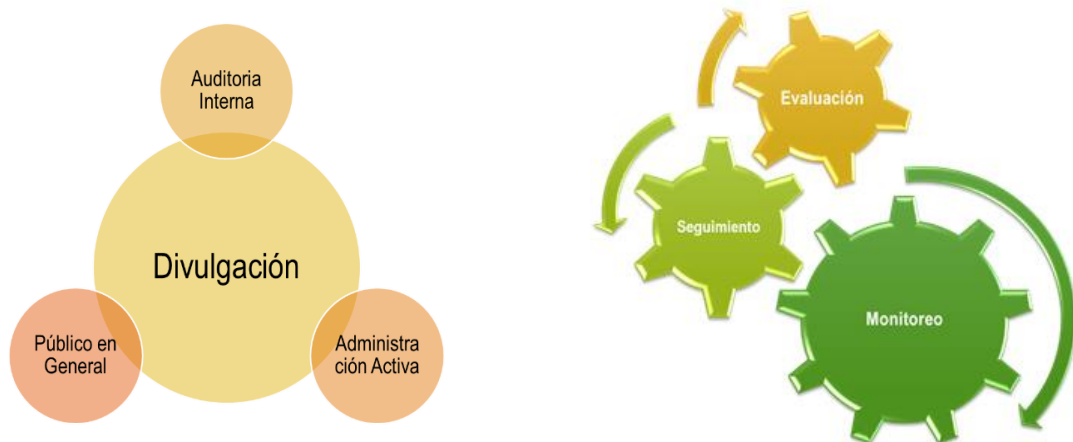 Auditoria
Interna
Divulgación
Público en
General
Administra
ción Activa
Evaluación
Seguimiento
Monitoreo